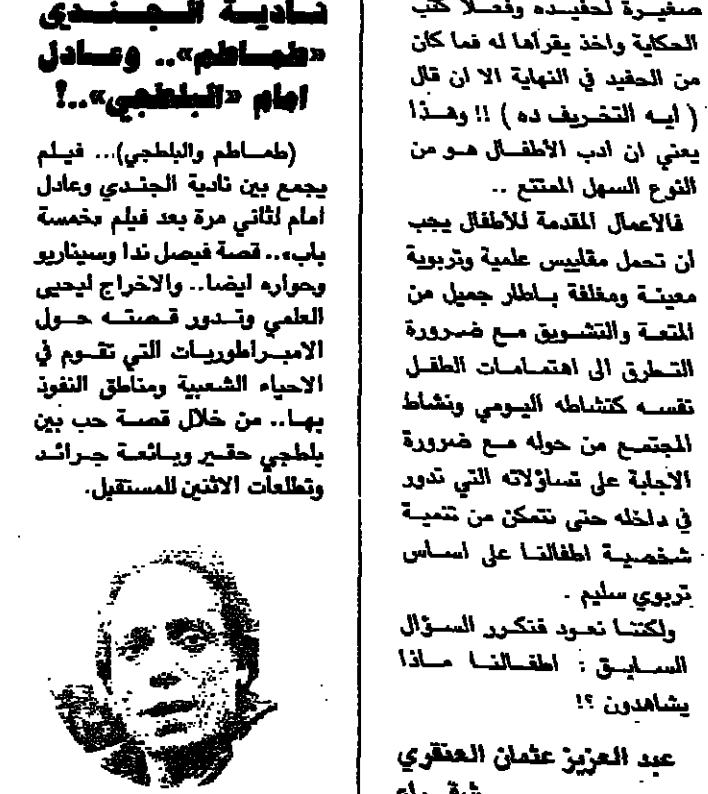 صغيرة لحفيده وفعلا كتب
الحكاية واخذ يقرأها له فما كان
من الحفيد في النهاية الا ان قال
( ايه التخريف ده ) !! وهذا
يعني ان ادب الأطفال هو من
النوع السهل الممتنع ..
فالاعمال المقدمة للأطفال يجب
ان تحمل مقاييس علمية وتربوية
معينة ومغلفة باطار جميل من
المتعة والتشويق مع ضرورة
التطرق الى اهتمامات الطفل
نفسه كنشاطه اليومي ونشاط
المجتمع من حوله مع ضرورة
الاجابة على تساؤلاته التي تدور
في داخله حتى نتمكن من تنمية
شخصية اطفالنا على اساس
تربوي سليم .
ولكننا نعود فنكرر السؤال
السابق : اطفالنا ماذا
يشاهدون ؟!
عبد العزيز عثمان العنقري
نادية الجندى
«طماطم».. وعادل
امام «البلطجي»..؟
(طماطم والبلطجي)... فيلم
يجمع بين نادية الجندي وعادل
امام لثاني مرة بعد فيلم «خمسة
باب».. قصة فيصل ندا وسيناريو
وحواره ايضا.. والاخراج ليحيى
العلمي وتدور قصته حول
الامبراطوريات التي تقوم في
الاحياء الشعبية ومناطق النفوذ
بها.. من خلال قصة حب بين
بلطجي حقير وبائعة جرائد
وتطلعات الاثنين للمستقبل.